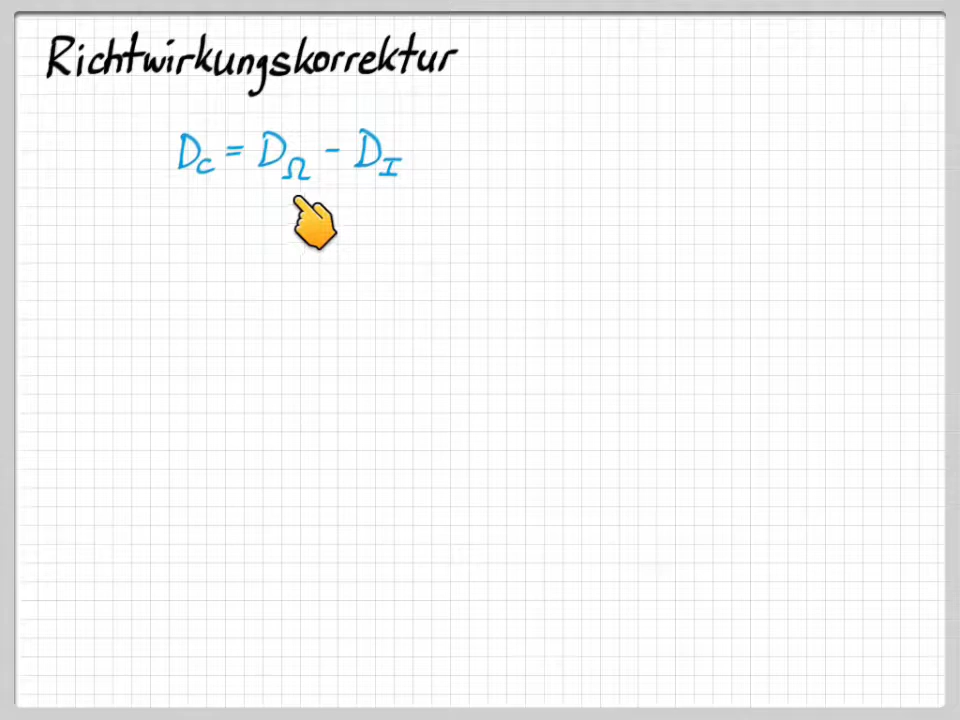 Richtwirkungskorrektur
D_C = D_Ω - D_I